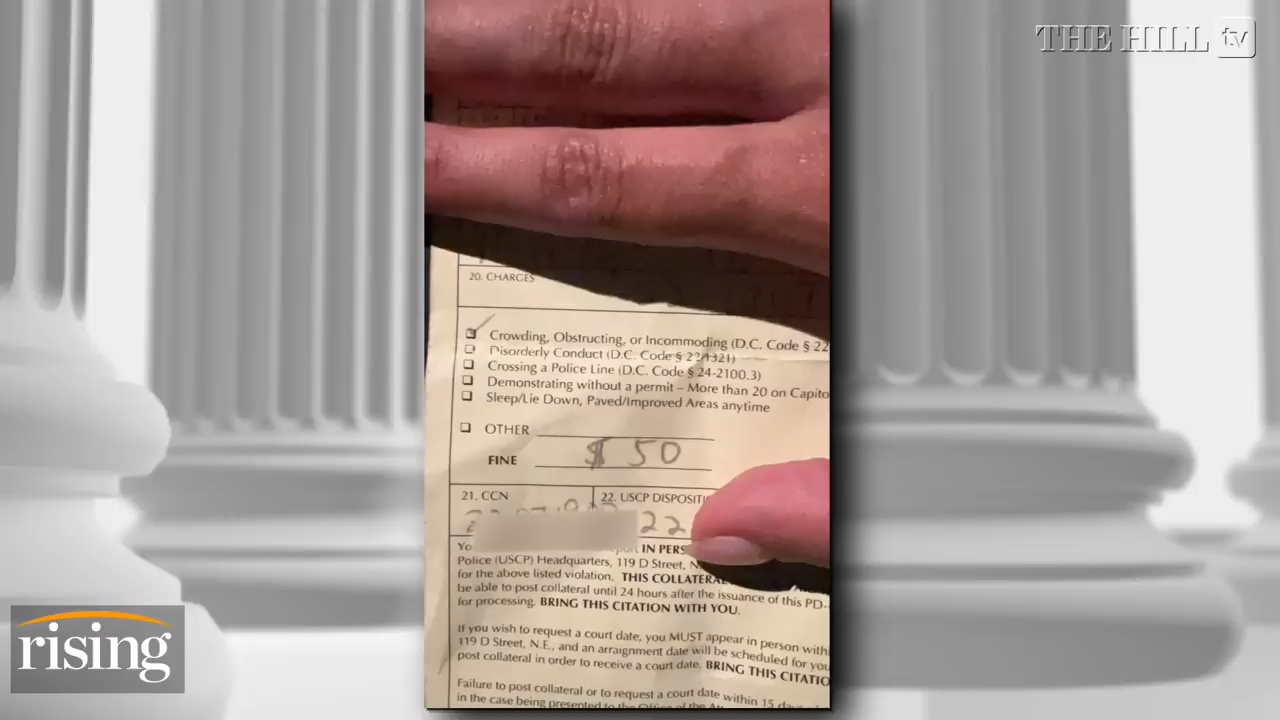 THE HILL tv
20. CHARGES
Crowding, Obstructing, or Incommoding (D.C. Code § 22
Disorderly Conduct (D.C. Code § 22-1321)
Crossing a Police Line (D.C. Code § 24-2100.3)
Demonstrating without a permit – More than 20 on Capito
Sleep/Lie Down, Paved/Improved Areas anytime
OTHER
FINE $ 50
21. CCN 22. USCP DISPOSITI
22
Yo IN PERS
Police (USCP) Headquarters, 119 D Street, N
for the above listed violation. THIS COLLATERA
be able to post collateral until 24 hours after the issuance of this PD-
for processing. BRING THIS CITATION WITH YOU.
If you wish to request a court date, you MUST appear in person with
119 D Street, N.E., and an arraignment date will be scheduled for you
post collateral in order to receive a court date. BRING THIS CITATIO
Failure to post collateral or to request a court date within 15 days
in the case being presented to the Office of the
rising